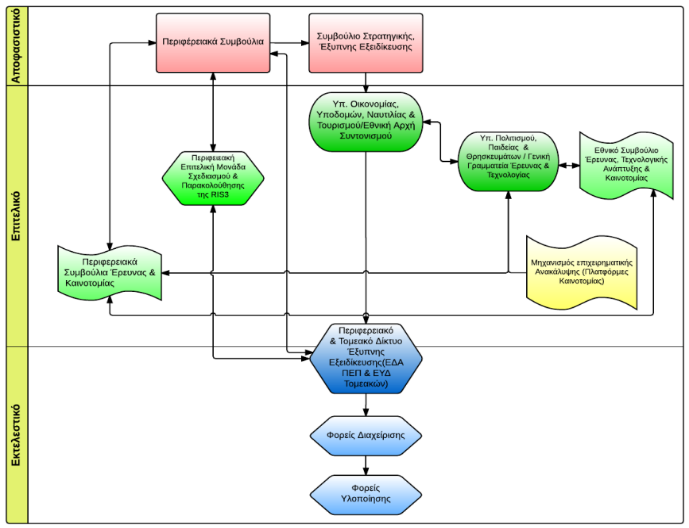 Αποφασιστικό
Περιφέρειακά Συμβούλια
Συμβούλιο Στρατηγικής,
Έξυπνης Εξειδίκευσης
Επιτελικό
Υπ. Οικονομίας,
Υποδομών, Ναυτιλίας &
Τουρισμού/Εθνική Αρχή
Συντονισμού
Υπ. Πολιτισμού,
Παιδείας &
Θρησκευμάτων / Γενική
Γραμματεία Έρευνας &
Τεχνολογίας
Εθνικό Συμβούλιο
Έρευνας, Τεχνολογικής
Ανάπτυξης &
Καινοτομίας
Περιφειακή
Επιτελική Μονάδα
Σχεδιασμού &
Παρακολούθησης
της RIS3
Περιφερειακά
Συμβούλια Έρευνας &
Καινοτομίας
Μηχανισμός επιχειρηματικής
Ανακάλυψης (Πλατφόρμες
Καινοτομίας)
Εκτελεστικό
Περιφερειακό
& Τομεακό Δίκτυο
Έξυπνης
Εξειδίκευσης(ΕΔΑ
ΠΕΠ & ΕΥΔ
Τομεακών)
Φορείς Διαχείρισης
Φορείς
Υλοποίησης